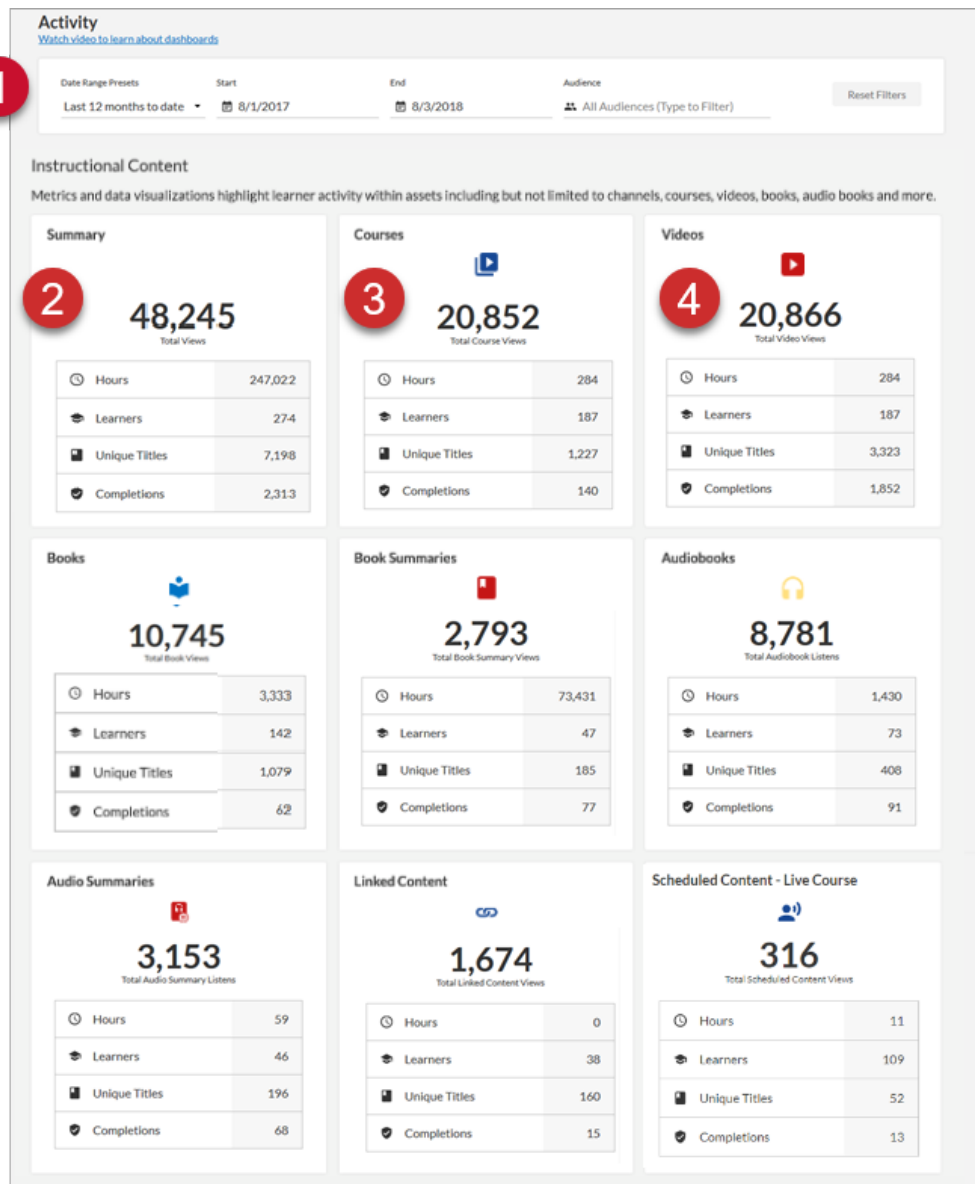 Activity
Watch video to learn about dashboards
1
Date Range Presets Start End Audience
Last 12 months to date 8/1/2017 8/3/2018 All Audiences (Type to Filter) Reset Filters
Instructional Content
Metrics and data visualizations highlight learner activity within assets including but not limited to channels, courses, videos, books, audio books and more.
Summary
2
48,245
Total Views
Hours 247,022
Learners 274
Unique Tiitles 7,198
Completions 2,313
Courses
3
20,852
Total Course Views
Hours 284
Learners 187
Unique Titles 1,227
Completions 140
Videos
4
20,866
Total Video Views
Hours 284
Learners 187
Unique Titles 3,323
Completions 1,852
Books
10,745
Total Book Views
Hours 3,333
Learners 142
Unique Titles 1,079
Completions 62
Book Summaries
2,793
Total Book Summary Views
Hours 73,431
Learners 47
Unique Titles 185
Completions 77
Audiobooks
8,781
Total Audiobook Listens
Hours 1,430
Learners 73
Unique Titles 408
Completions 91
Audio Summaries
3,153
Total Audio Summary Listens
Hours 59
Learners 46
Unique Titles 196
Completions 68
Linked Content
1,674
Total Linked Content Views
Hours 0
Learners 38
Unique Titles 160
Completions 15
Scheduled Content - Live Course
316
Total Scheduled Content Views
Hours 11
Learners 109
Unique Titles 52
Completions 13